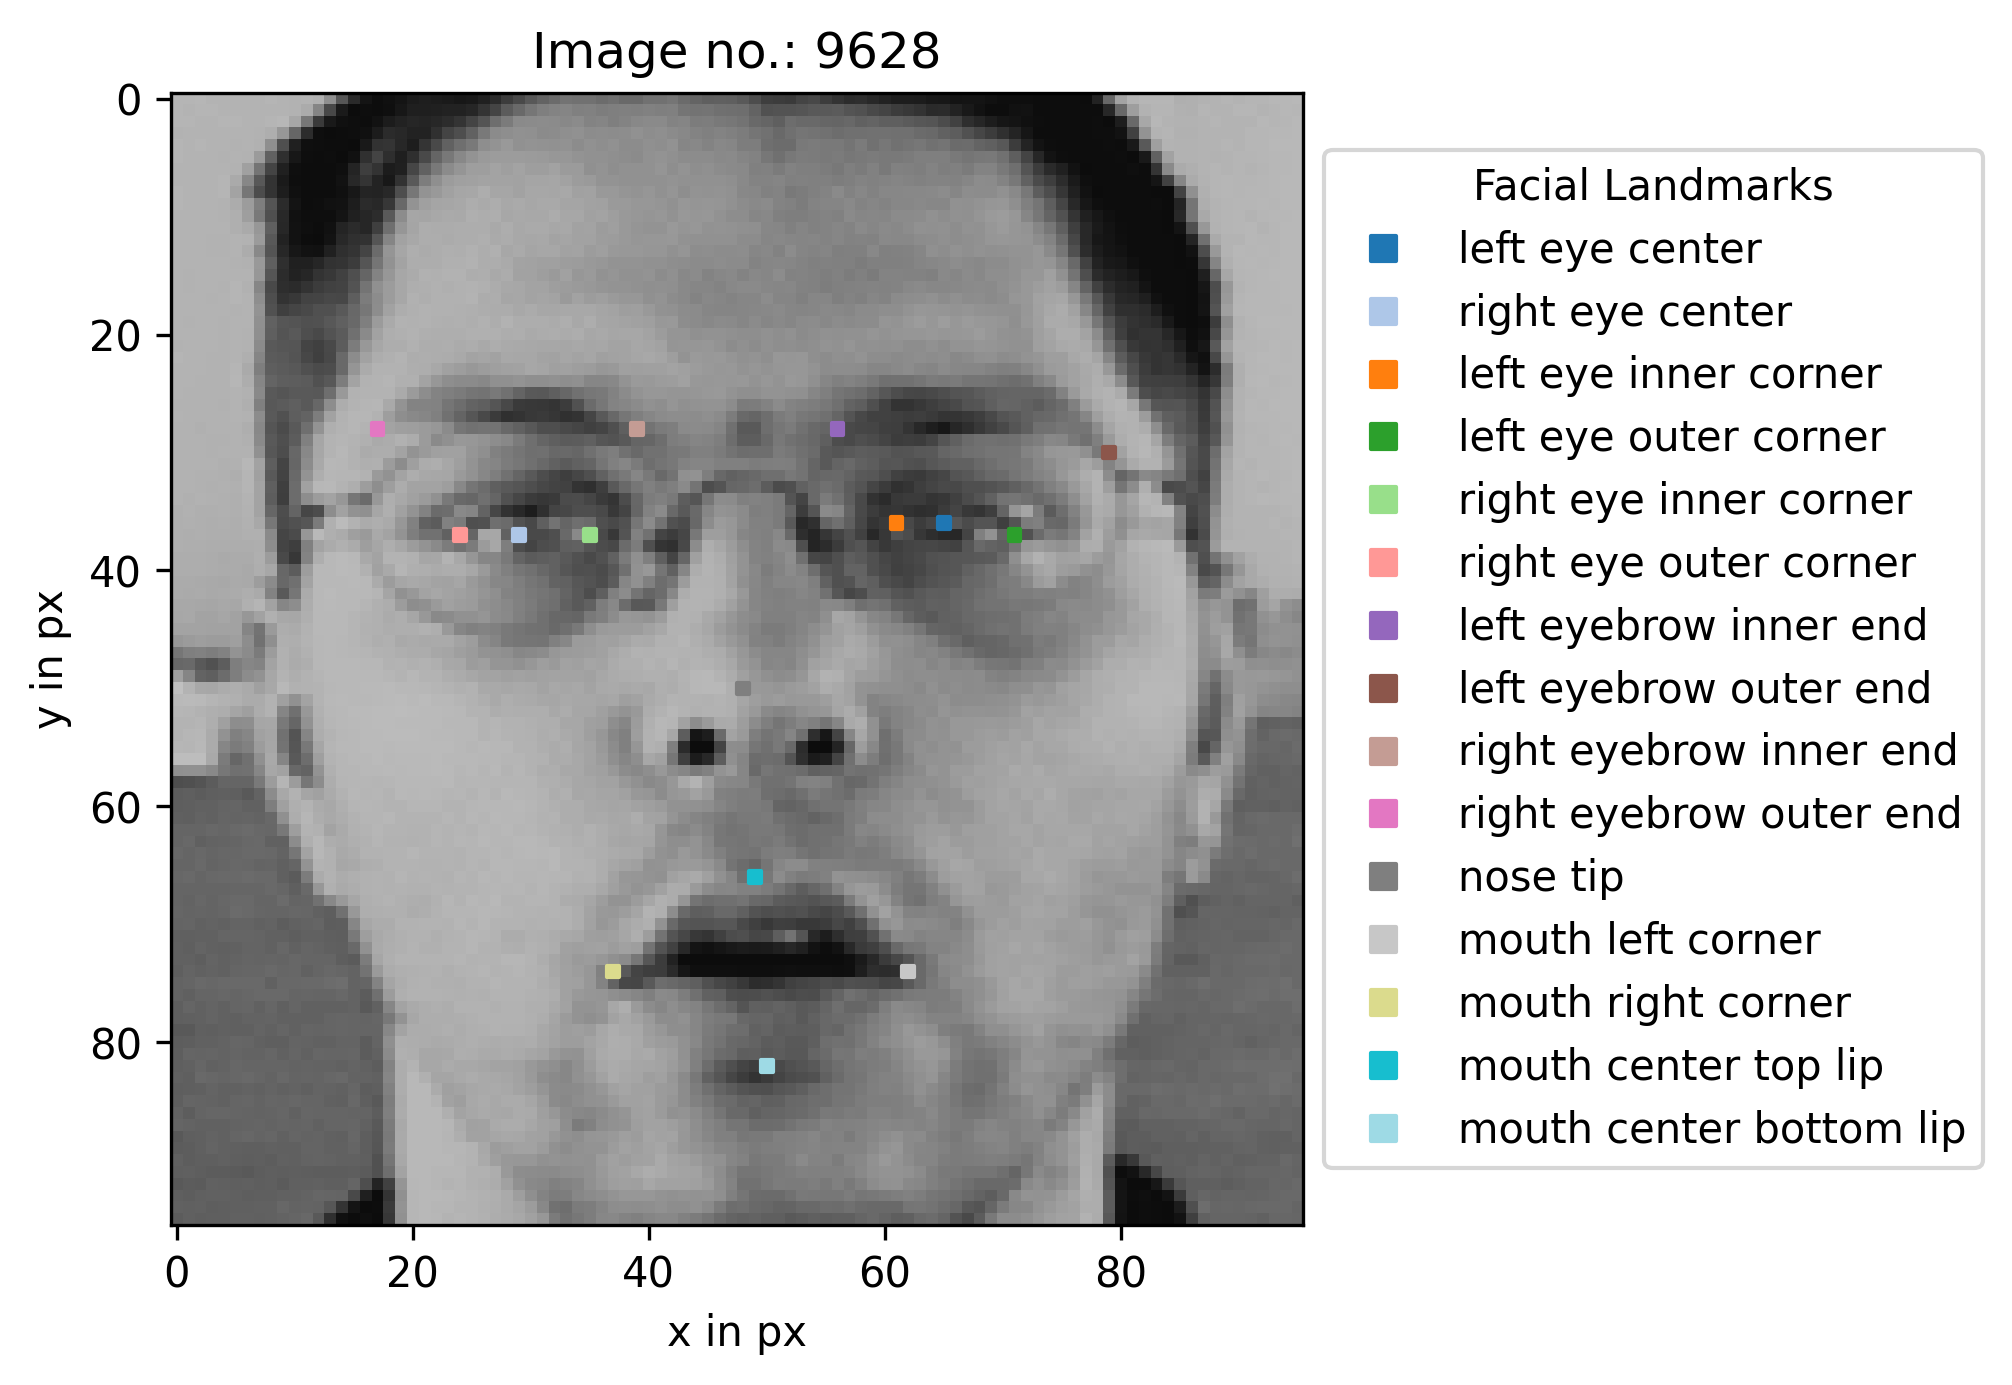 Image no.: 9628
0
20
40
60
80
y in px
0 20 40 60 80
x in px
Facial Landmarks
left eye center
right eye center
left eye inner corner
left eye outer corner
right eye inner corner
right eye outer corner
left eyebrow inner end
left eyebrow outer end
right eyebrow inner end
right eyebrow outer end
nose tip
mouth left corner
mouth right corner
mouth center top lip
mouth center bottom lip